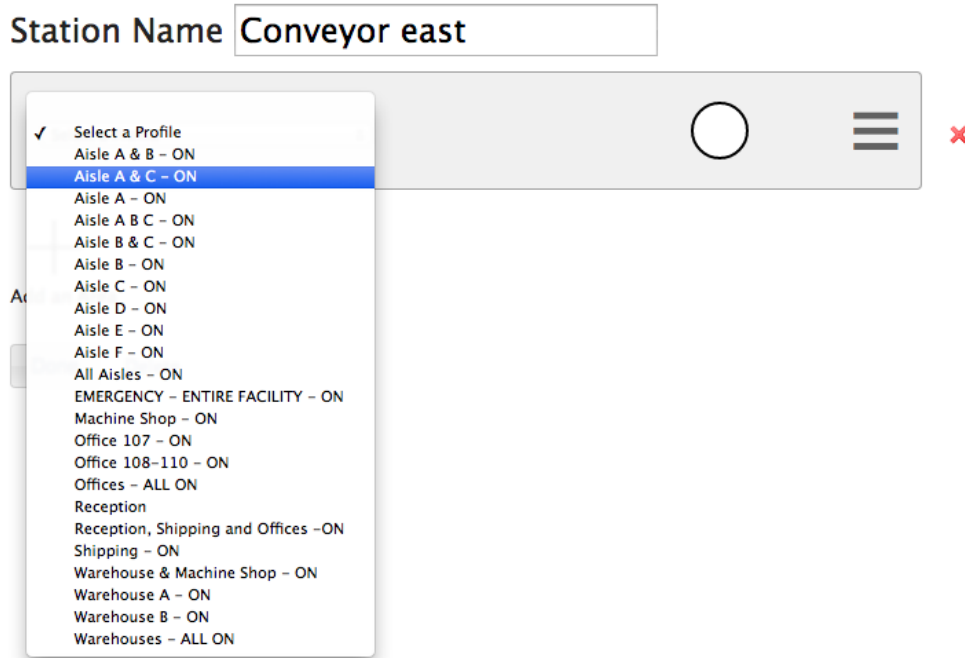 Station Name Conveyor east
✓ Select a Profile
Aisle A & B – ON
Aisle A & C – ON
Aisle A – ON
Aisle A B C – ON
Aisle B & C – ON
Aisle B – ON
Aisle C – ON
Aisle D – ON
Aisle E – ON
Aisle F – ON
All Aisles – ON
EMERGENCY – ENTIRE FACILITY – ON
Machine Shop – ON
Office 107 – ON
Office 108–110 – ON
Offices – ALL ON
Reception
Reception, Shipping and Offices –ON
Shipping – ON
Warehouse & Machine Shop – ON
Warehouse A – ON
Warehouse B – ON
Warehouses – ALL ON